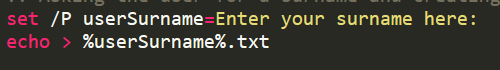 set /P userSurname=Enter your surname here:
echo > %userSurname%.txt